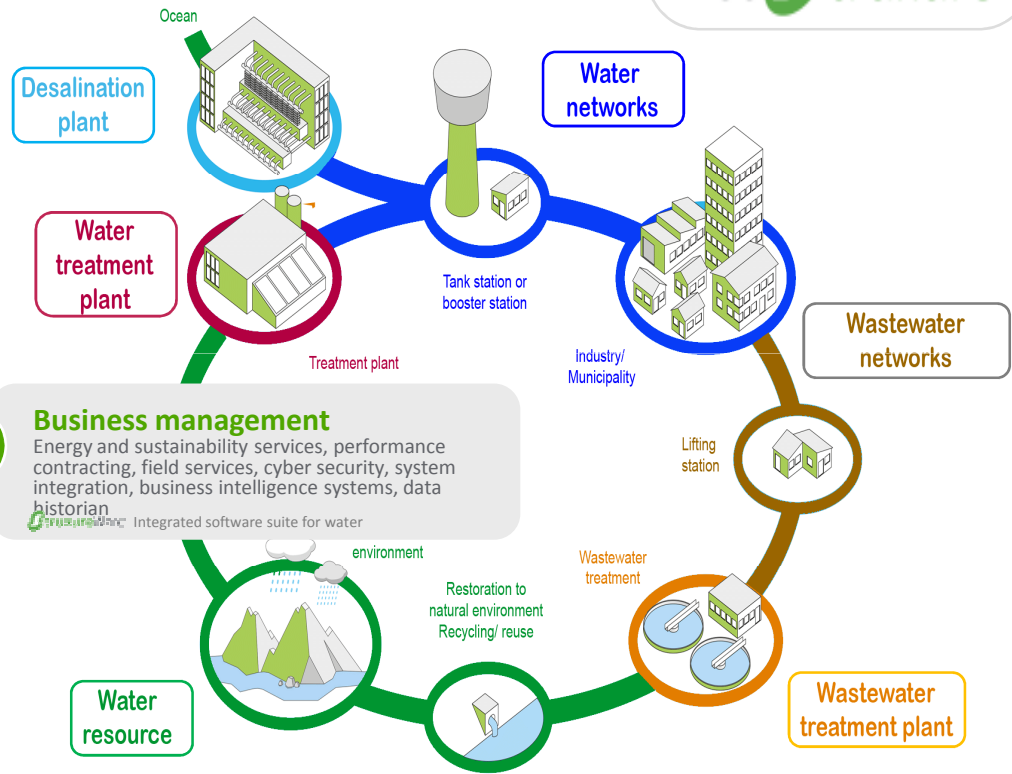 Ocean
Desalination
plant
Water
networks
Water
treatment
plant
Tank station or
booster station
Treatment plant
Industry/
Municipality
Wastewater
networks
Business management
Energy and sustainability services, performance
contracting, field services, cyber security, system
integration, business intelligence systems, data
historian
Integrated software suite for water
Lifting
station
environment
Wastewater
treatment
Restoration to
natural environment
Recycling/ reuse
Water
resource
Wastewater
treatment plant